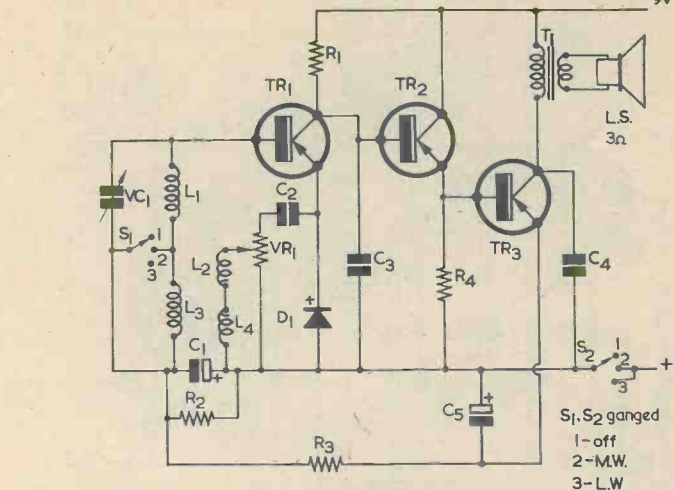 9V
R1
T1
TR1
TR2
L.S.
3Ω
VC1
L1
C2
TR3
S1
1
2
3
L2
VR1
C3
R4
C4
L3
L4
D1
+
C1
+
S2
1
2
3
+
R2
C5
+
R3
S1, S2 ganged
1-off
2-M.W.
3-L.W